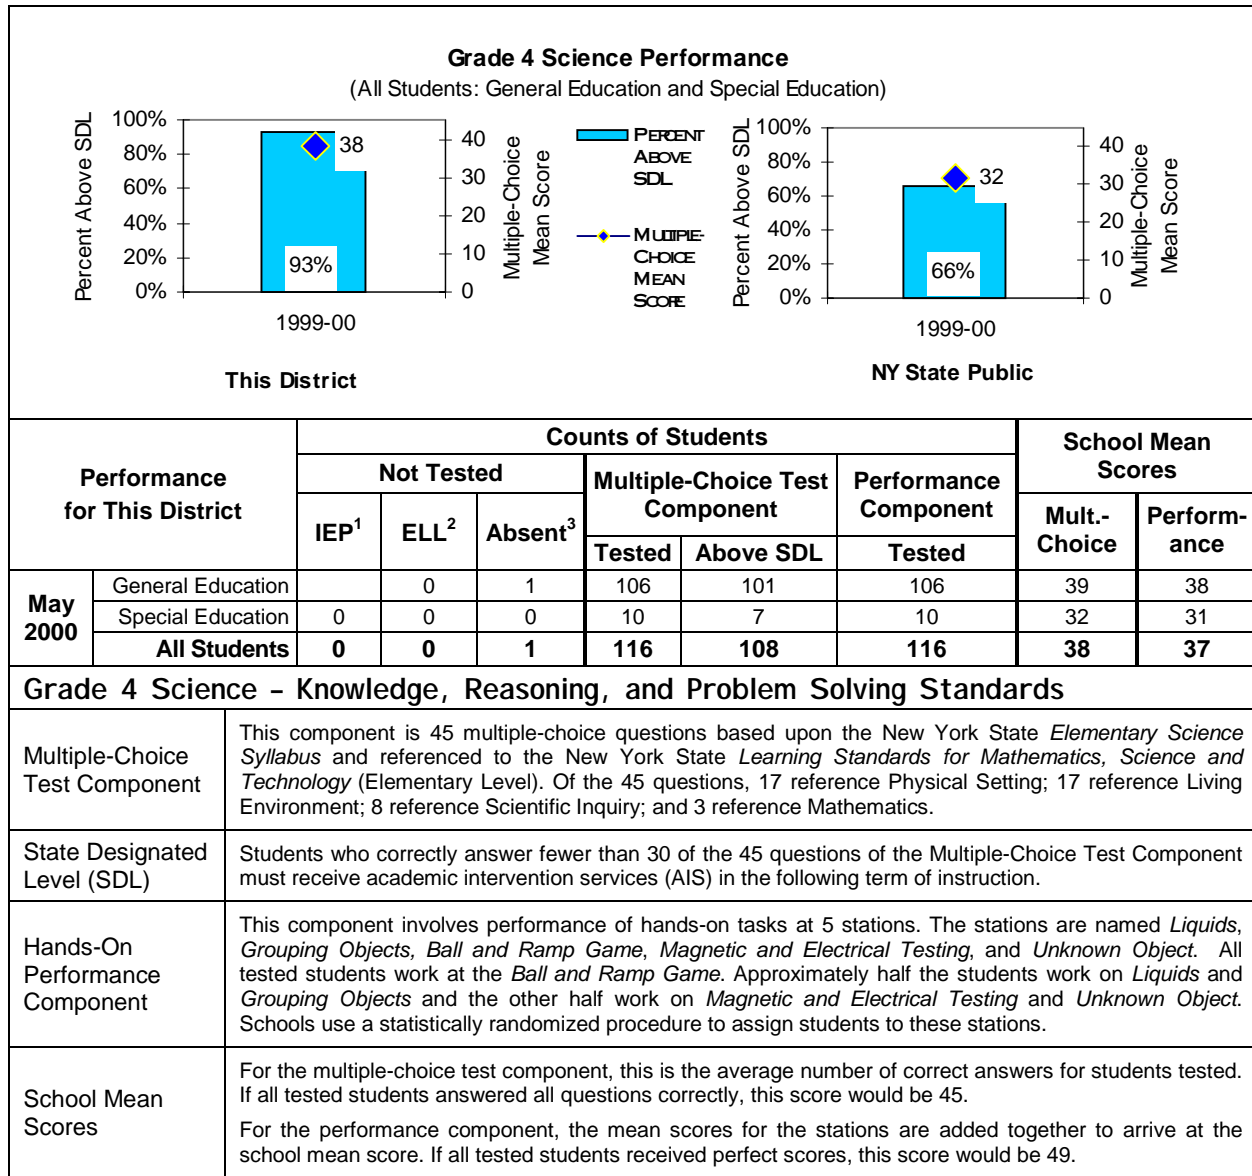 Grade 4 Science Performance
(All Students: General Education and Special Education)
Percent Above SDL
100%
80%
60%
40%
20%
0%
38
93%
40
30
20
10
0
Multiple-Choice
Mean Score
1999-00
This District
PERCENT
ABOVE
SDL
MULTIPLE-
CHOICE
MEAN
SCORE
Percent Above SDL
100%
80%
60%
40%
20%
0%
32
66%
40
30
20
10
0
Multiple-Choice
Mean Score
1999-00
NY State Public
Performance
for This District
Counts of Students
School Mean
Scores
Not Tested
Multiple-Choice Test
Component
Performance
Component
IEP1 ELL2 Absent3
Tested Above SDL Tested
Mult.-
Choice
Perform-
ance
May
2000
General Education 0 1 106 101 106 39 38
Special Education 0 0 0 10 7 10 32 31
All Students 0 0 1 116 108 116 38 37
Grade 4 Science – Knowledge, Reasoning, and Problem Solving Standards
Multiple-Choice
Test Component
This component is 45 multiple-choice questions based upon the New York State Elementary Science
Syllabus and referenced to the New York State Learning Standards for Mathematics, Science and
Technology (Elementary Level). Of the 45 questions, 17 reference Physical Setting; 17 reference Living
Environment; 8 reference Scientific Inquiry; and 3 reference Mathematics.
State Designated
Level (SDL)
Students who correctly answer fewer than 30 of the 45 questions of the Multiple-Choice Test Component
must receive academic intervention services (AIS) in the following term of instruction.
Hands-On
Performance
Component
This component involves performance of hands-on tasks at 5 stations. The stations are named Liquids,
Grouping Objects, Ball and Ramp Game, Magnetic and Electrical Testing, and Unknown Object. All
tested students work at the Ball and Ramp Game. Approximately half the students work on Liquids and
Grouping Objects and the other half work on Magnetic and Electrical Testing and Unknown Object.
Schools use a statistically randomized procedure to assign students to these stations.
School Mean
Scores
For the multiple-choice test component, this is the average number of correct answers for students tested.
If all tested students answered all questions correctly, this score would be 45.
For the performance component, the mean scores for the stations are added together to arrive at the
school mean score. If all tested students received perfect scores, this score would be 49.